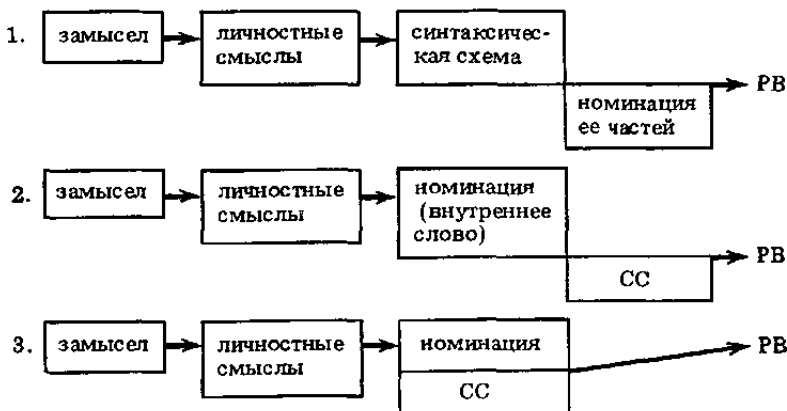 1. замысел личностные смыслы синтаксичес-
кая схема
номинация ее частей
РВ
2. замысел личностные смыслы номинация (внутреннее слово)
СС
РВ
3. замысел личностные смыслы номинация
СС
РВ